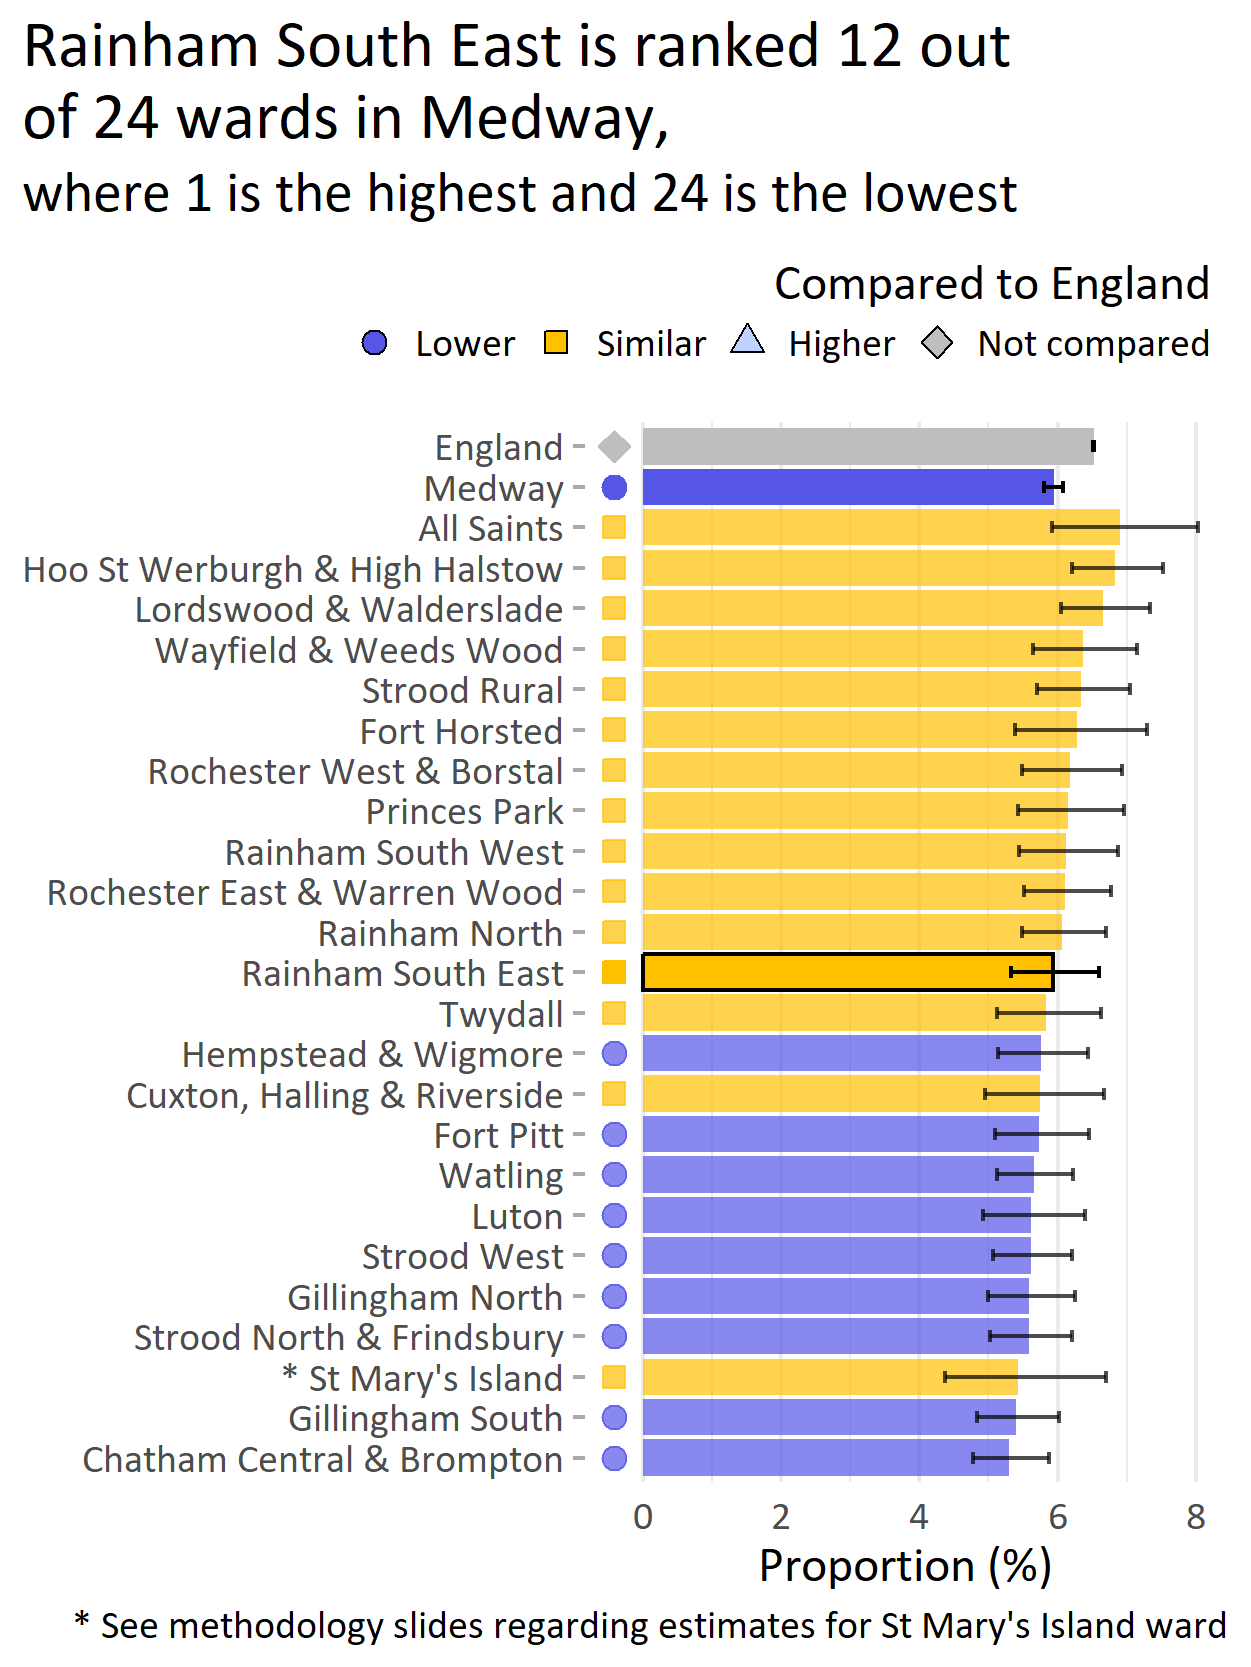 Rainham South East is ranked 12 out
of 24 wards in Medway,
where 1 is the highest and 24 is the lowest
Compared to England
Lower Similar Higher Not compared
England
Medway
All Saints
Hoo St Werburgh & High Halstow
Lordswood & Walderslade
Wayfield & Weeds Wood
Strood Rural
Fort Horsted
Rochester West & Borstal
Princes Park
Rainham South West
Rochester East & Warren Wood
Rainham North
Rainham South East
Twydall
Hempstead & Wigmore
Cuxton, Halling & Riverside
Fort Pitt
Watling
Luton
Strood West
Gillingham North
Strood North & Frindsbury
* St Mary's Island
Gillingham South
Chatham Central & Brompton
0 2 4 6 8
Proportion (%)
* See methodology slides regarding estimates for St Mary's Island ward